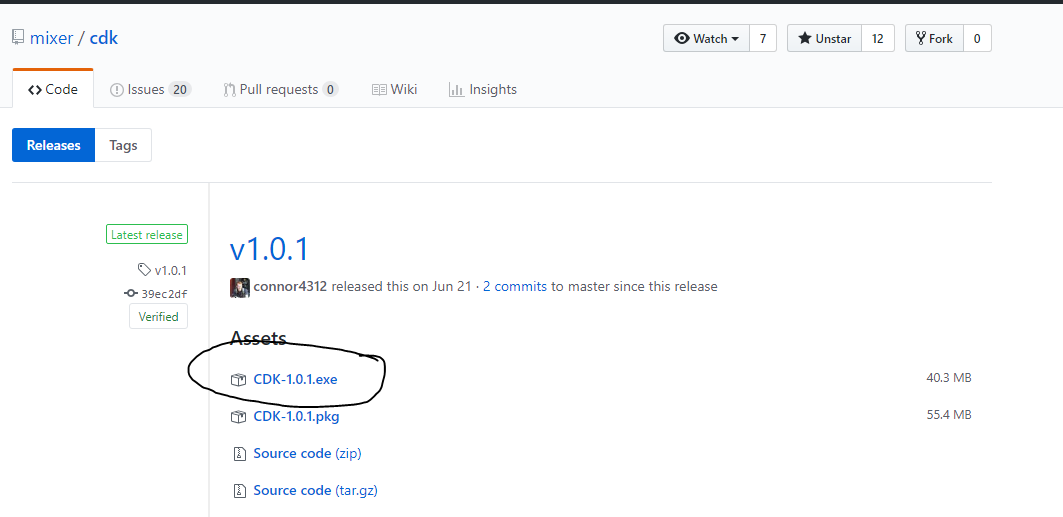 mixer / cdk
Watch 7 Unstar 12 Fork 0
Code Issues 20 Pull requests 0 Wiki Insights
Releases Tags
Latest release
v1.0.1
39ec2df
Verified
v1.0.1
connor4312 released this on Jun 21 · 2 commits to master since this release
Assets
CDK-1.0.1.exe 40.3 MB
CDK-1.0.1.pkg 55.4 MB
Source code (zip)
Source code (tar.gz)